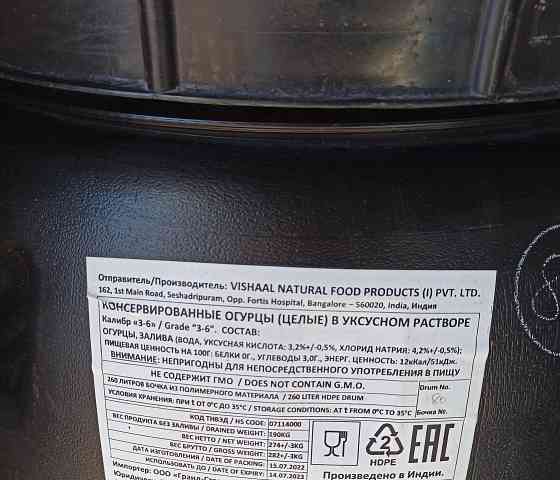 Отправитель/Производитель: VISHAAL NATURAL FOOD PRODUCTS (I) PVT. LTD.
162, 1st Main Road, Seshadripuram, Opp. Fortis Hospital, Bangalore – 560020, India, Индия
КОНСЕРВИРОВАННЫЕ ОГУРЦЫ (ЦЕЛЫЕ) В УКСУСНОМ РАСТВОРЕ
Калибр «3-6» / Grade "3-6". СОСТАВ:
ОГУРЦЫ, ЗАЛИВА (ВОДА, УКСУСНАЯ КИСЛОТА: 3,2%+/-0,5%, ХЛОРИД НАТРИЯ: 4,2%+/-0,5%);
ПИЩЕВАЯ ЦЕННОСТЬ НА 100Г: БЕЛКИ 0Г., УГЛЕВОДЫ 3,0Г., ЭНЕРГ. ЦЕННОСТЬ: 12кКал/51кДж.
ВНИМАНИЕ: НЕПРИГОДНЫ ДЛЯ НЕПОСРЕДСТВЕННОГО УПОТРЕБЛЕНИЯ В ПИЩУ
НЕ СОДЕРЖИТ ГМО / DOES NOT CONTAIN G.M.O.
260 ЛИТРОВ БОЧКА ИЗ ПОЛИМЕРНОГО МАТЕРИАЛА / 260 LITER HDPE DRUM
Drum No.
УСЛОВИЯ ХРАНЕНИЯ: ПРИ t ОТ 0°C ДО 35°C / STORAGE CONDITIONS: AT t FROM 0°C TO 35°C
Бочка №.
КОД ТНВЭД / HS CODE: 07114000
ВЕС ПРОДУКТА БЕЗ ЗАЛИВЫ / DRAINED WEIGHT: 190KG
ВЕС НЕТТО / NET WEIGHT: 274+/-3KG
ВЕС БРУТТО / GROSS WEIGHT: 282+/-3KG
ДАТА ИЗГОТОВЛЕНИЯ / DATE OF PACKING: 15.07.2022
ИСПОЛЬЗОВАТЬ ДО / DATE OF EXPIRY: 14.07.2023
2
HDPE
EAC
Произведено в Индии.
Импортер: ООО «Гранд-